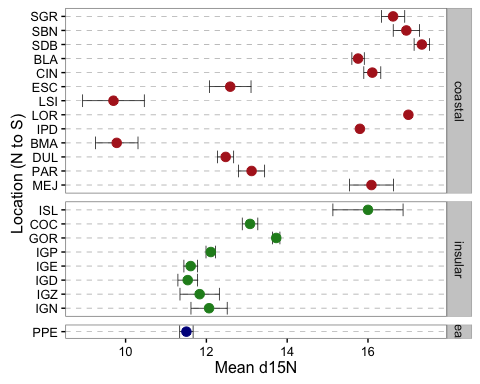 SGR
SBN
SDB
BLA
CIN
ESC
LSI
LOR
IPD
BMA
DUL
PAR
MEJ
coastal
ISL
COC
GOR
IGP
IGE
IGD
IGZ
IGN
insular
PPE
ea
10 12 14 16
Mean d15N
Location (N to S)